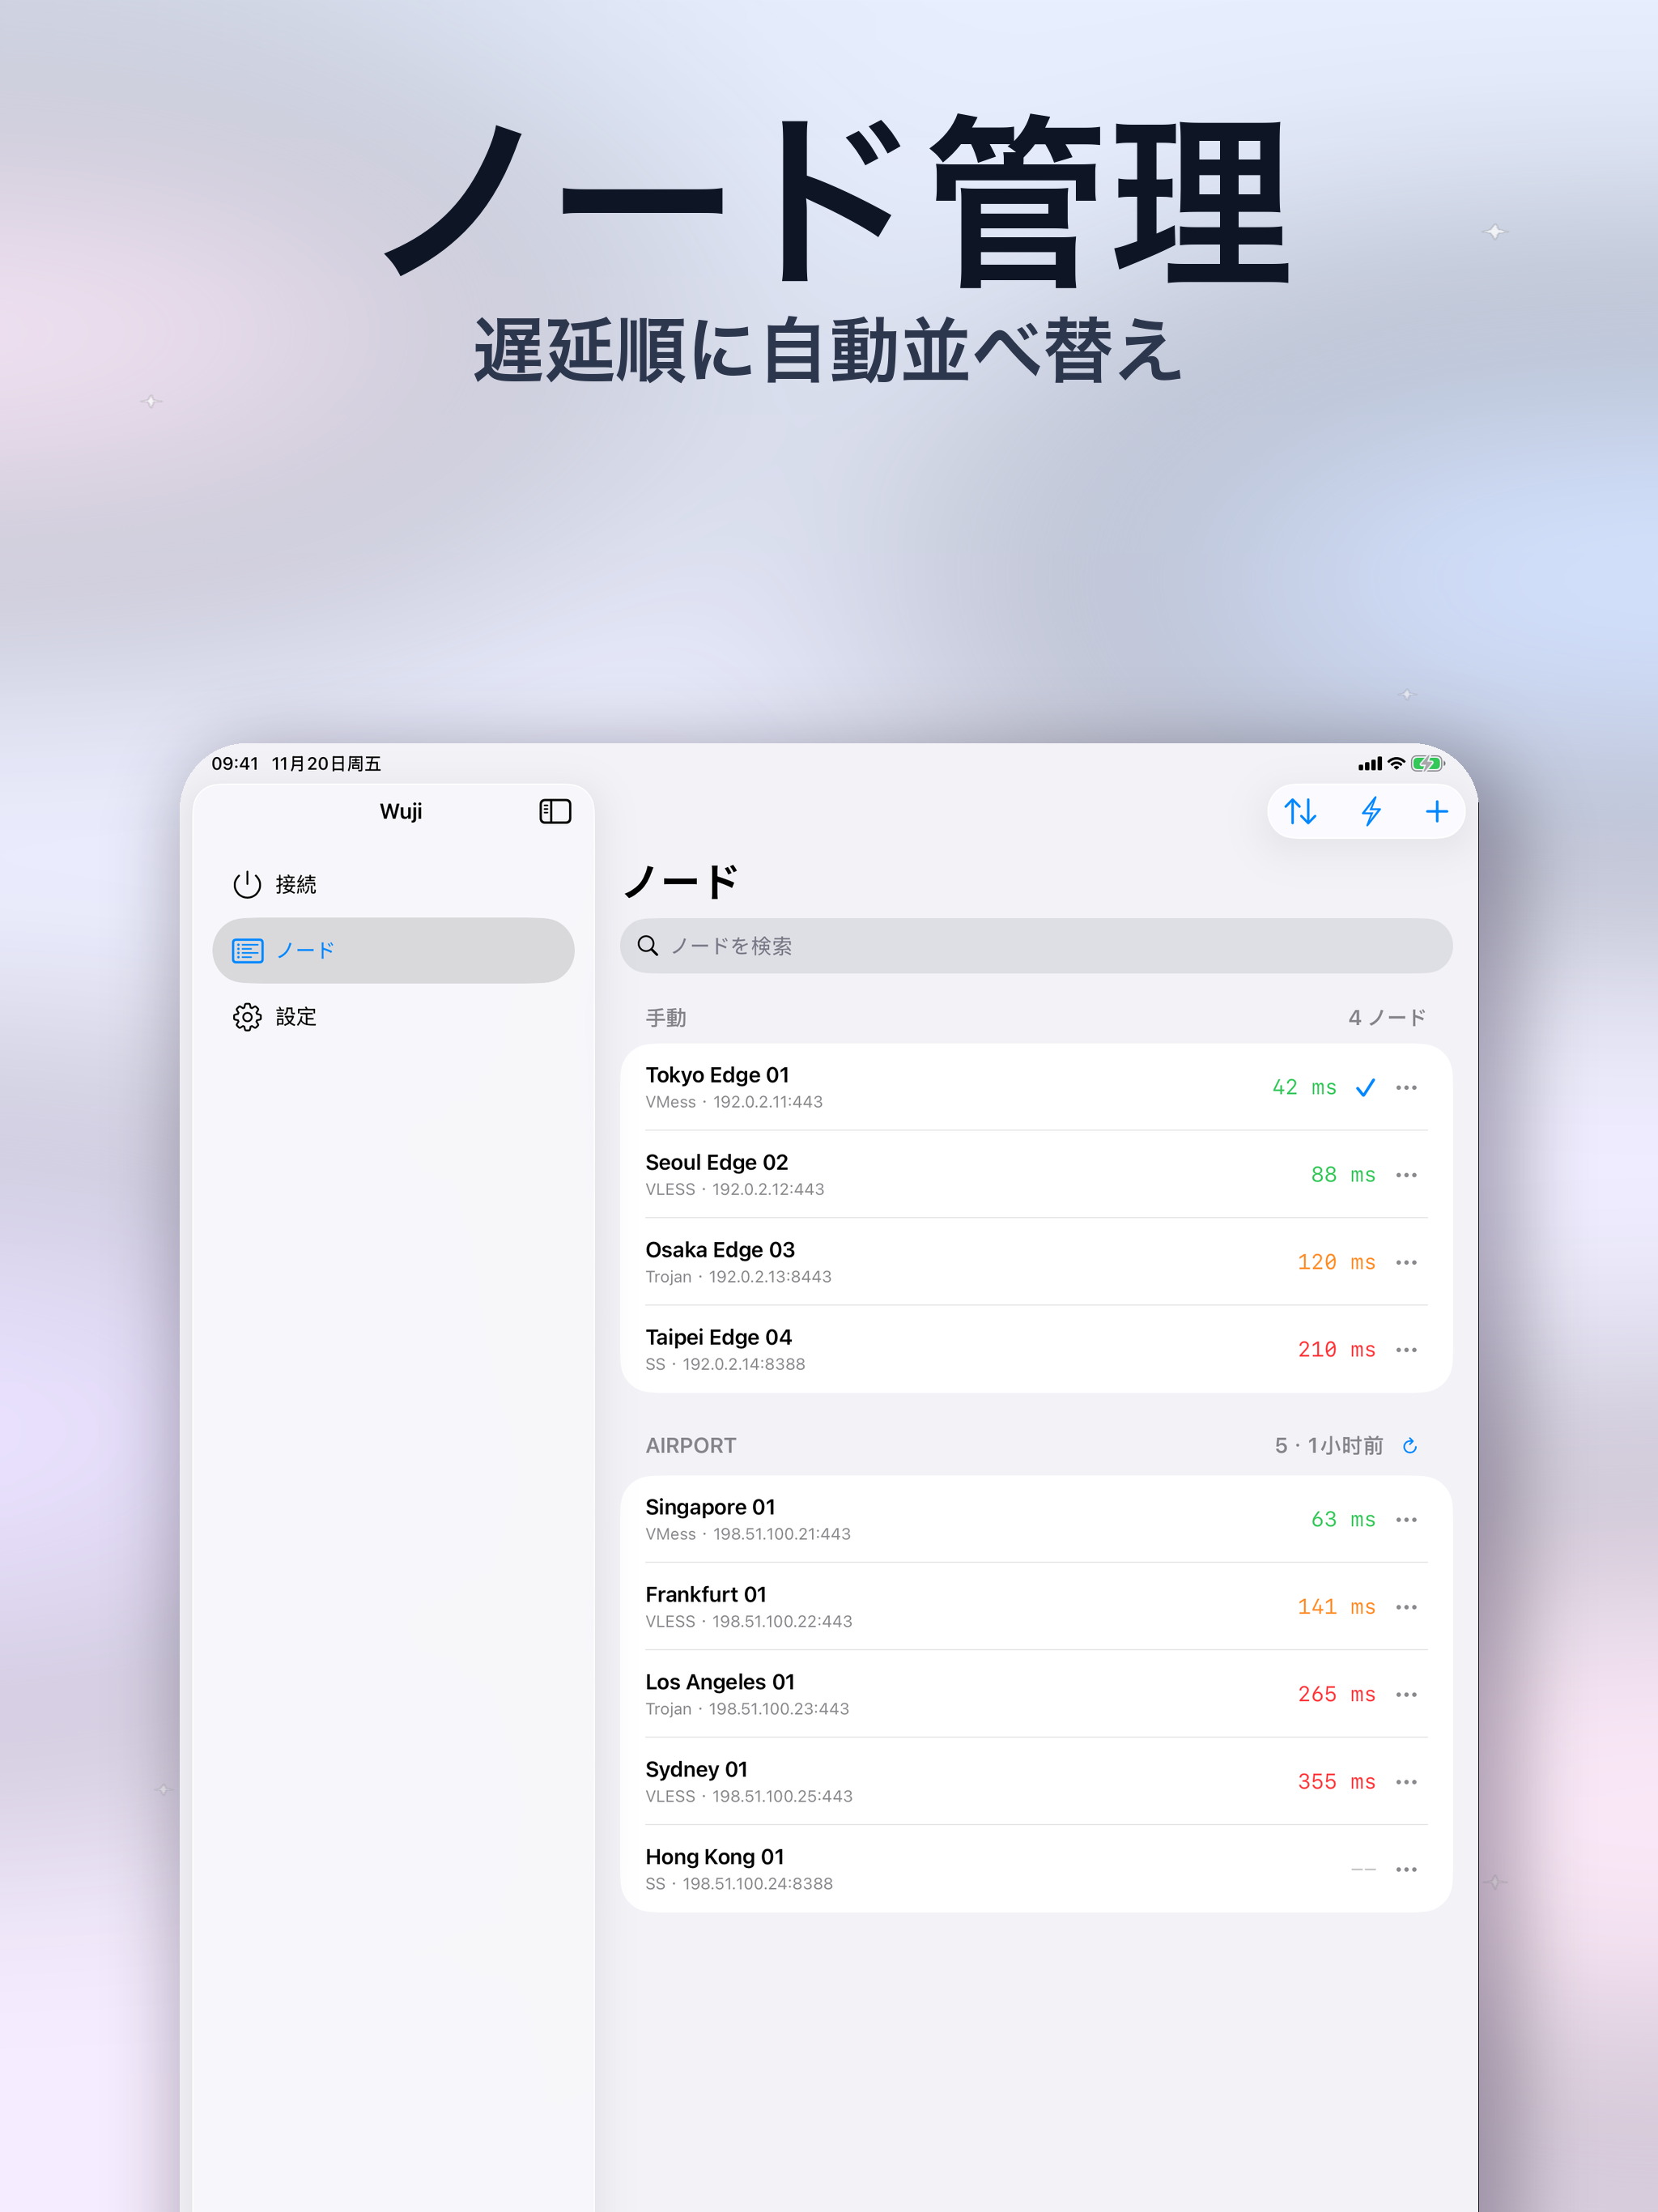 ノード管理
遅延順に自動並べ替え
09:41 11月20日周五
Wuji
接続
ノード
設定
ノード
ノードを検索
手動 4 ノード
Tokyo Edge 01
VMess · 192.0.2.11:443
42 ms
Seoul Edge 02
VLESS · 192.0.2.12:443
88 ms
Osaka Edge 03
Trojan · 192.0.2.13:8443
120 ms
Taipei Edge 04
SS · 192.0.2.14:8388
210 ms
AIRPORT 5 · 1小时前
Singapore 01
VMess · 198.51.100.21:443
63 ms
Frankfurt 01
VLESS · 198.51.100.22:443
141 ms
Los Angeles 01
Trojan · 198.51.100.23:443
265 ms
Sydney 01
VLESS · 198.51.100.25:443
355 ms
Hong Kong 01
SS · 198.51.100.24:8388
——